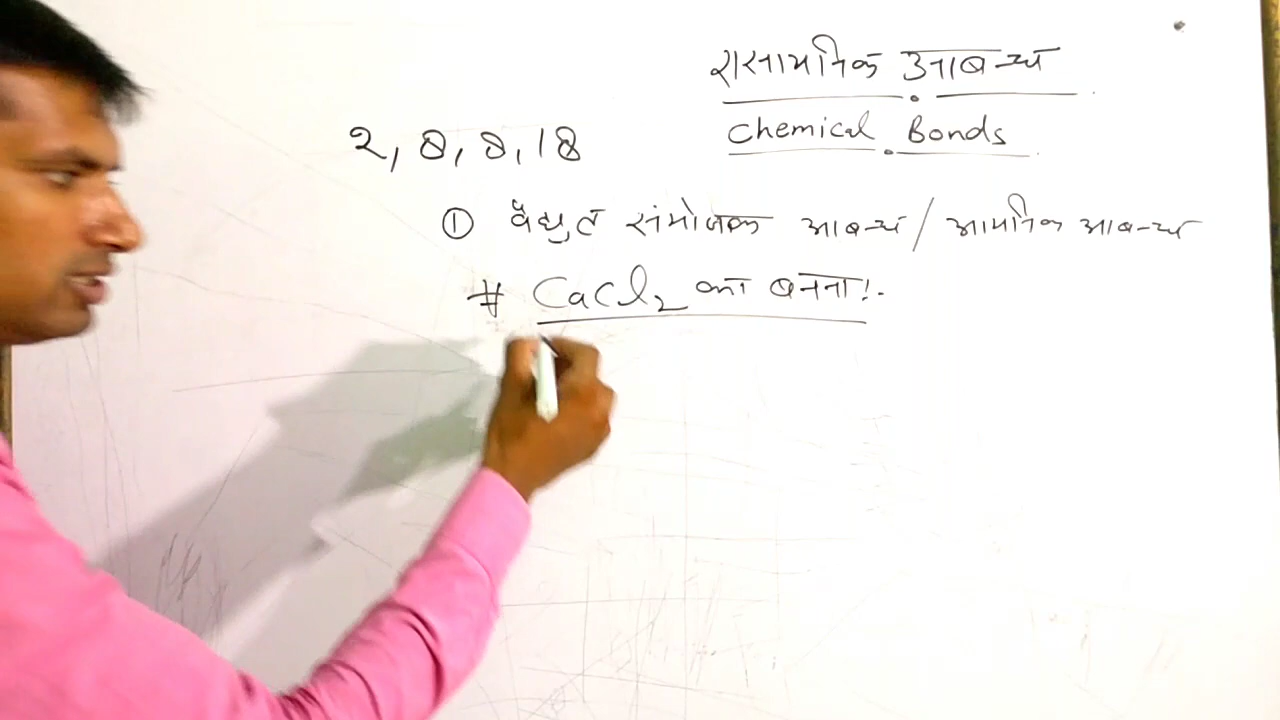 रासायनिक आबन्ध
Chemical Bonds
2, 8, 8, 18
① वैद्युत संयोजक आबन्ध / आयनिक आबन्ध
# CaCl₂ का बनना:-